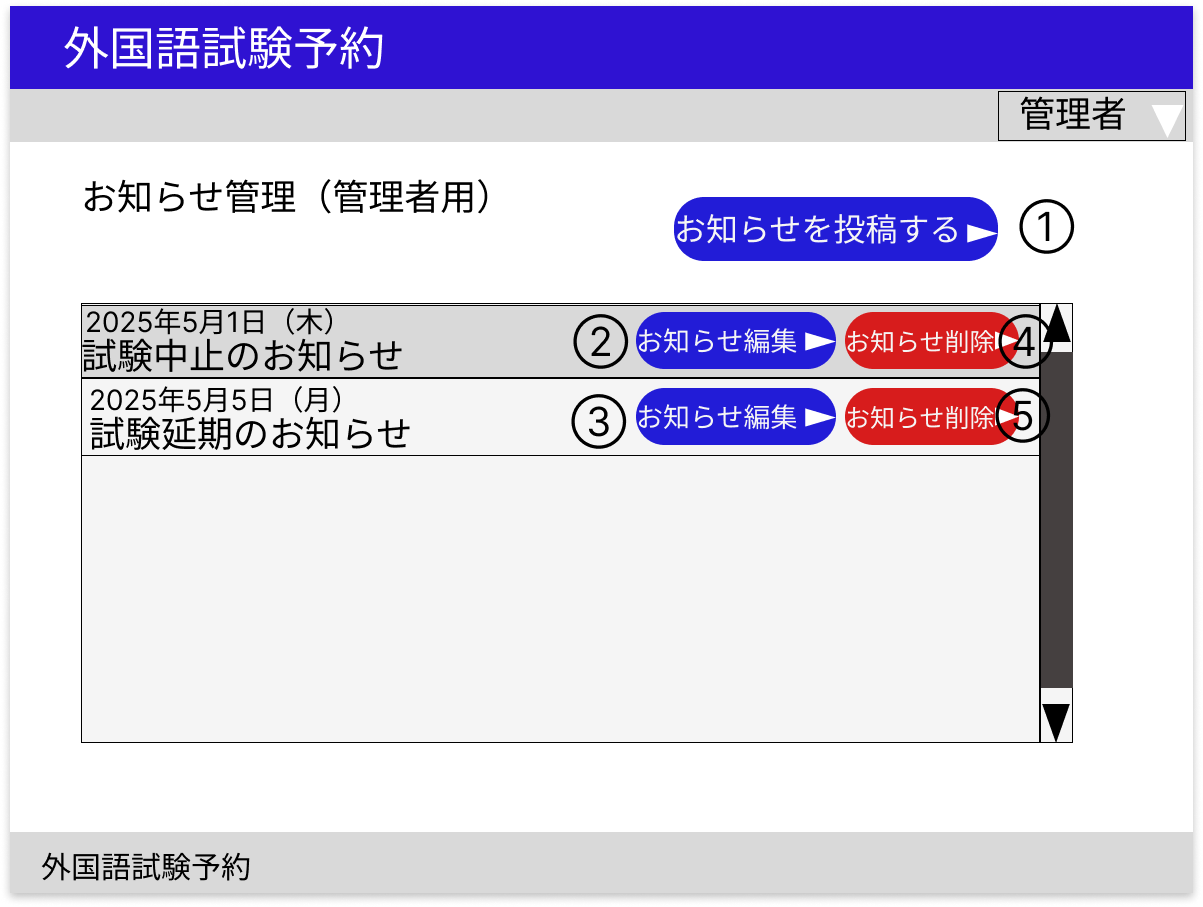 外国語試験予約
管理者
お知らせ管理（管理者用）
お知らせを投稿する ①
2025年5月1日（木）
試験中止のお知らせ
② お知らせ編集 お知らせ削除 ④
2025年5月5日（月）
試験延期のお知らせ
③ お知らせ編集 お知らせ削除 ⑤
外国語試験予約